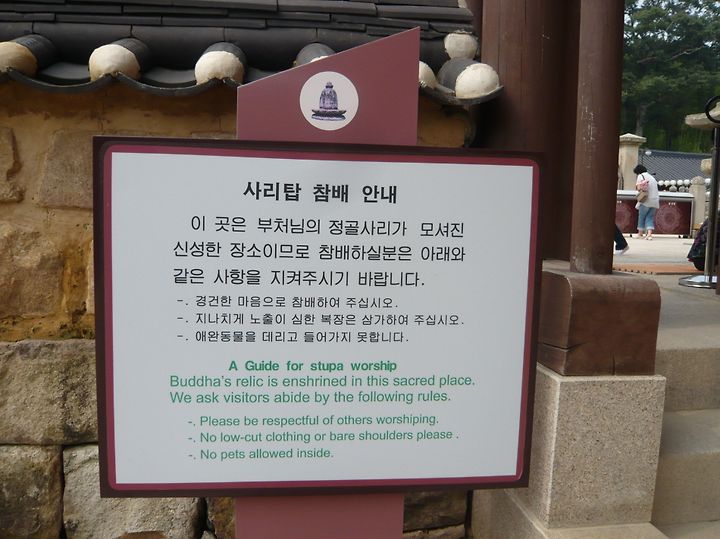 사리탑 참배 안내
이 곳은 부처님의 정골사리가 모셔진
신성한 장소이므로 참배하실분은 아래와
같은 사항을 지켜주시기 바랍니다.
-. 경건한 마음으로 참배하여 주십시오.
-. 지나치게 노출이 심한 복장은 삼가하여 주십시오.
-. 애완동물을 데리고 들어가지 못합니다.
A Guide for stupa worship
Buddha's relic is enshrined in this sacred place.
We ask visitors abide by the following rules.
-. Please be respectful of others worshiping.
-. No low-cut clothing or bare shoulders please .
-. No pets allowed inside.